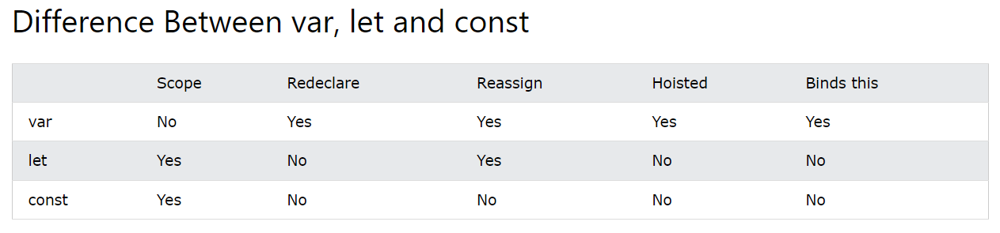 Difference Between var, let and const
Scope Redeclare Reassign Hoisted Binds this
var No Yes Yes Yes Yes
let Yes No Yes No No
const Yes No No No No